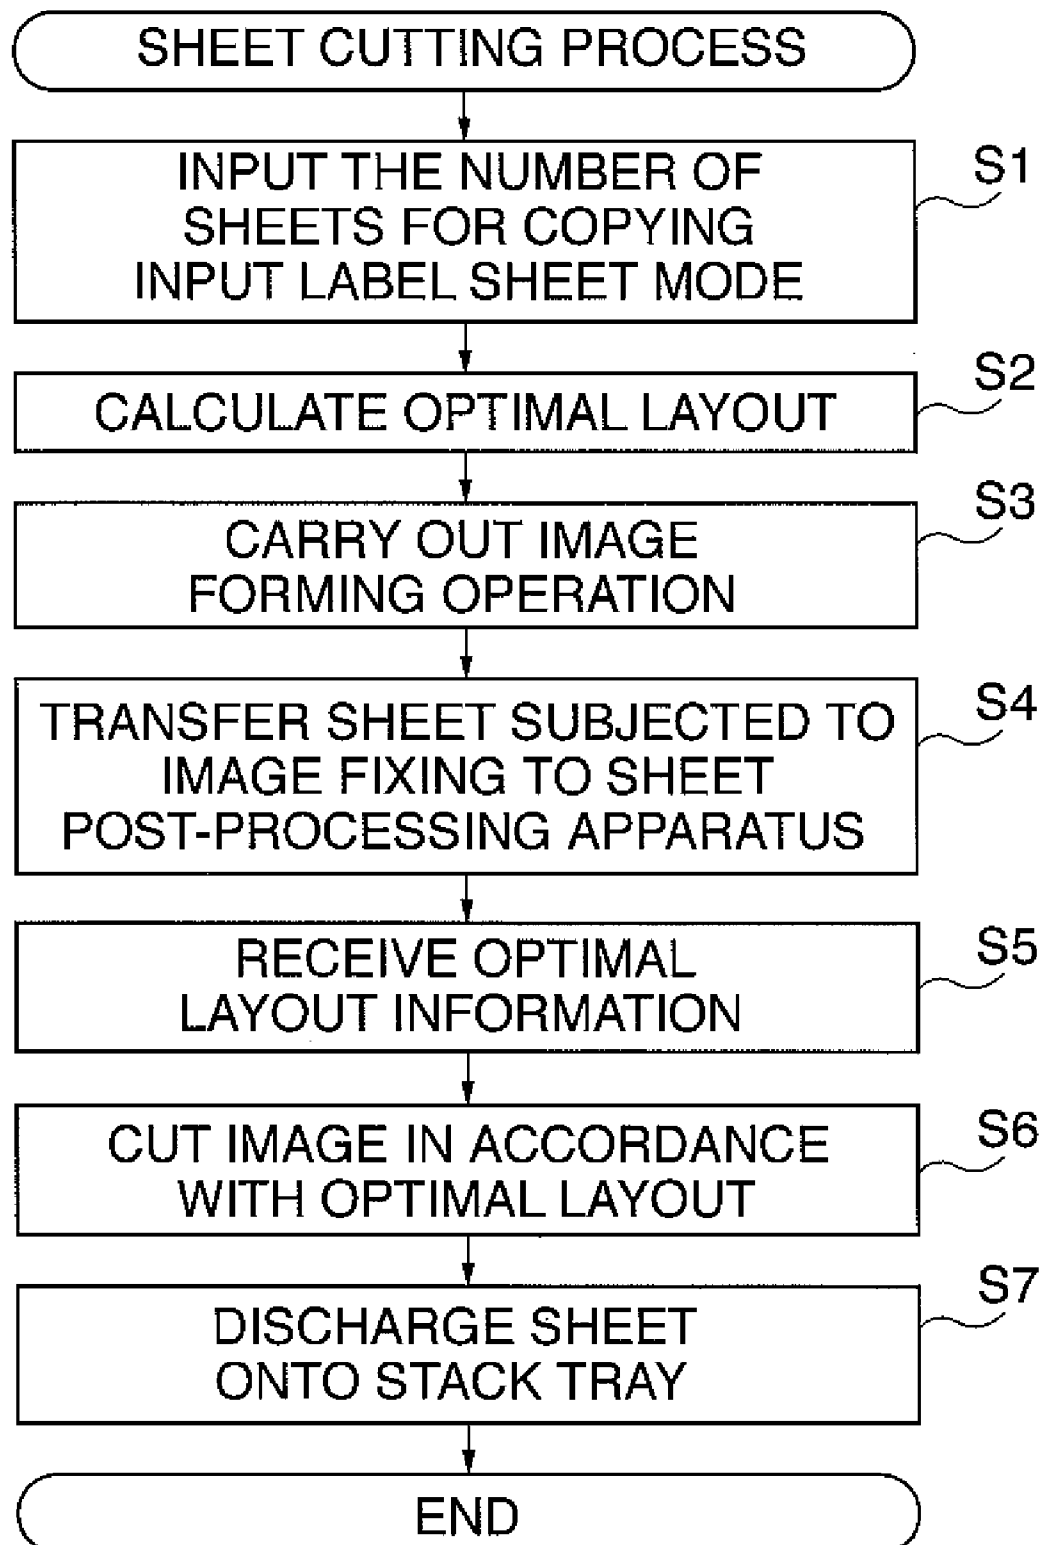 SHEET CUTTING PROCESS
INPUT THE NUMBER OF
SHEETS FOR COPYING
INPUT LABEL SHEET MODE
S1
CALCULATE OPTIMAL LAYOUT
S2
CARRY OUT IMAGE
FORMING OPERATION
S3
TRANSFER SHEET SUBJECTED TO
IMAGE FIXING TO SHEET
POST-PROCESSING APPARATUS
S4
RECEIVE OPTIMAL
LAYOUT INFORMATION
S5
CUT IMAGE IN ACCORDANCE
WITH OPTIMAL LAYOUT
S6
DISCHARGE SHEET
ONTO STACK TRAY
S7
END